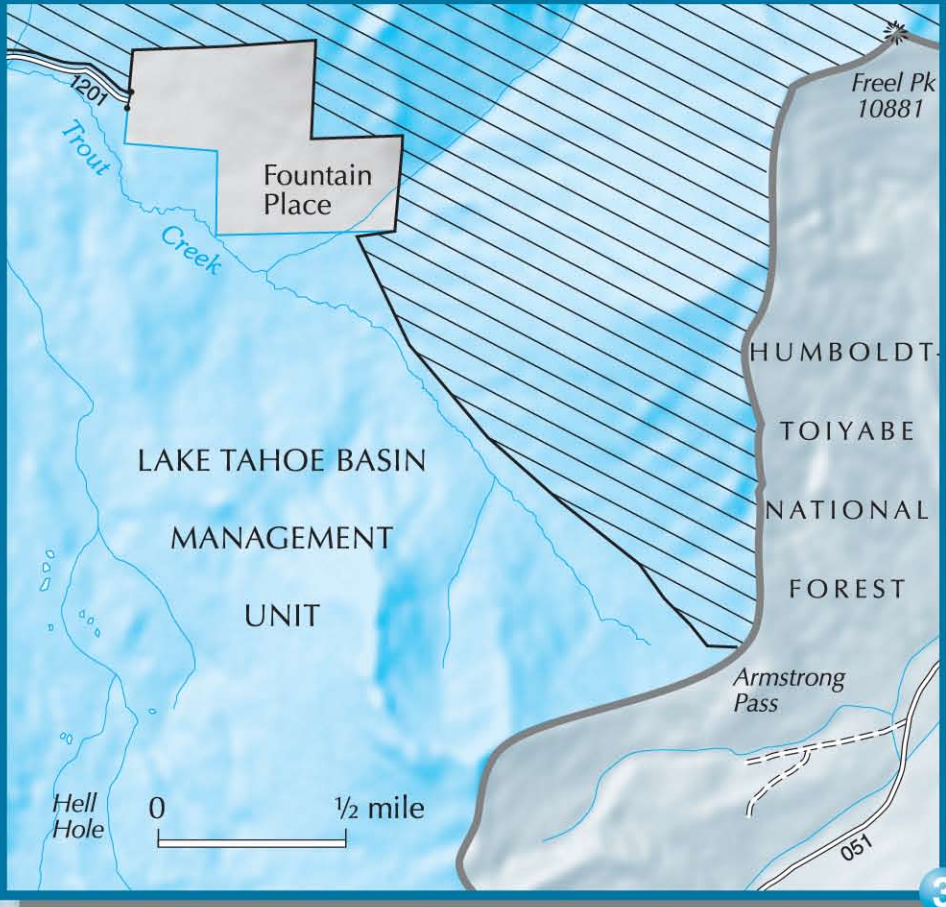 1201
Freel Pk
10881
Trout
Creek
Fountain
Place
HUMBOLDT-
TOIYABE
NATIONAL
FOREST
LAKE TAHOE BASIN
MANAGEMENT
UNIT
Armstrong
Pass
Hell
Hole
0 1/2 mile
051
3